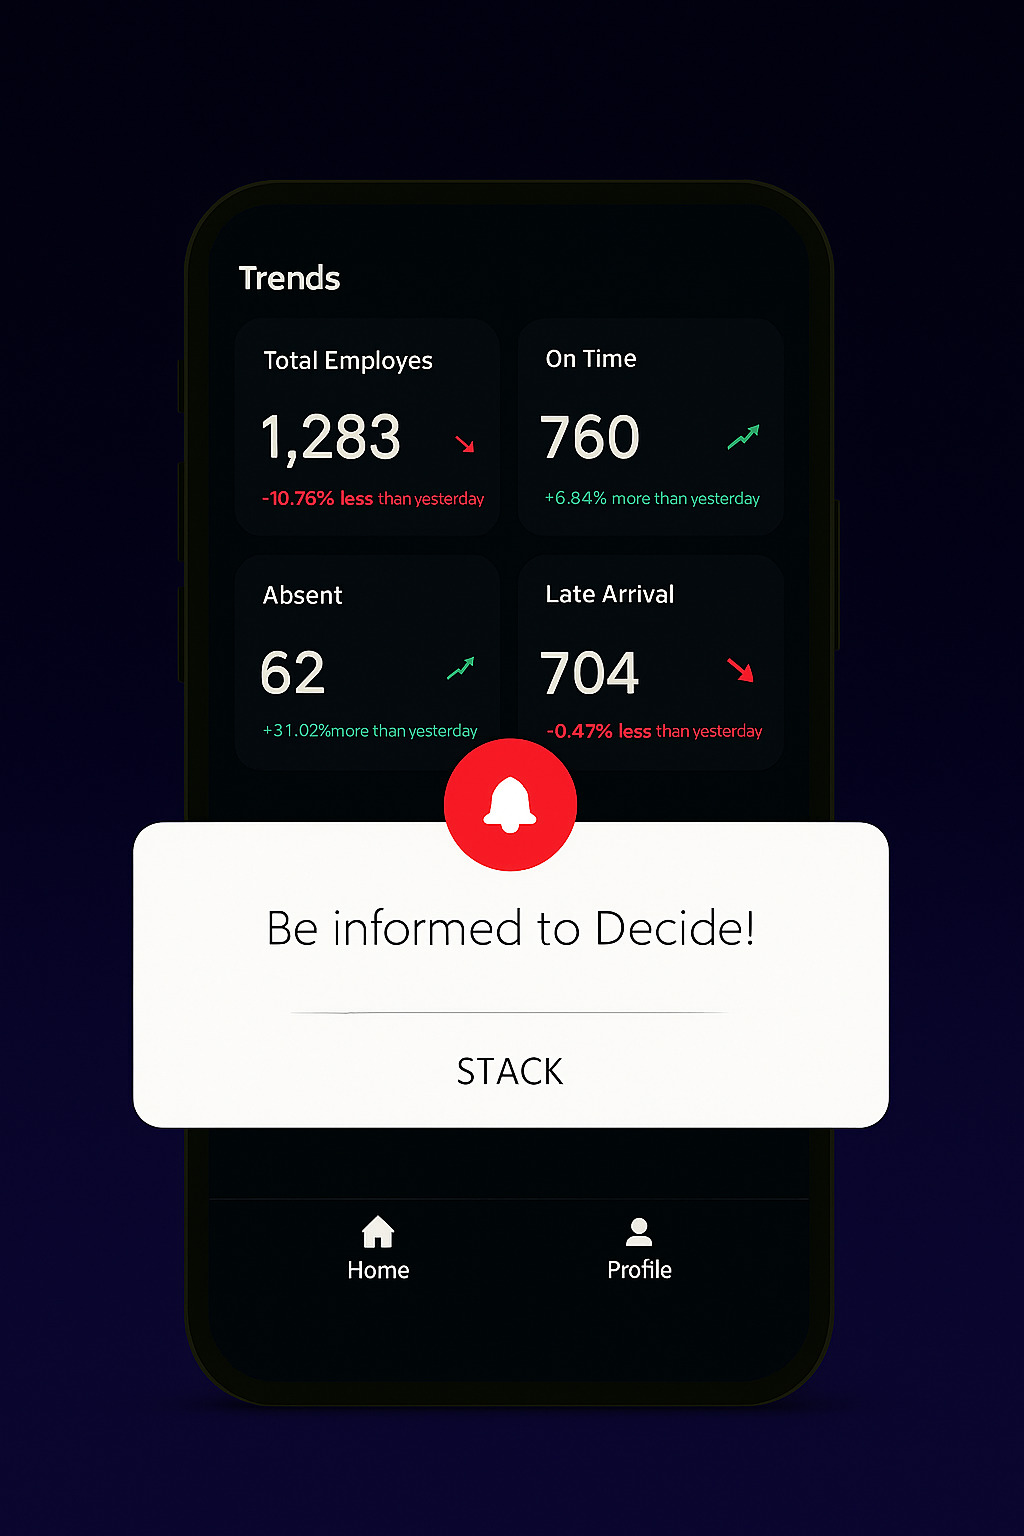 Trends
Total Employes
1,283
-10.76% less than yesterday
On Time
760
+6.84% more than yesterday
Absent
62
+31.02%more than yesterday
Late Arrival
704
-0.47% less than yesterday
Be informed to Decide!
STACK
Home
Profile